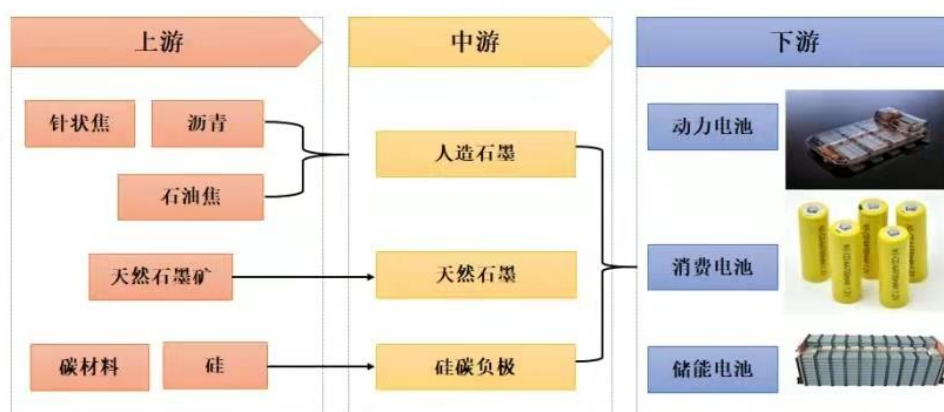 上游
中游
下游
针状焦
沥青
石油焦
天然石墨矿
碳材料
硅
人造石墨
天然石墨
硅碳负极
动力电池
消费电池
储能电池